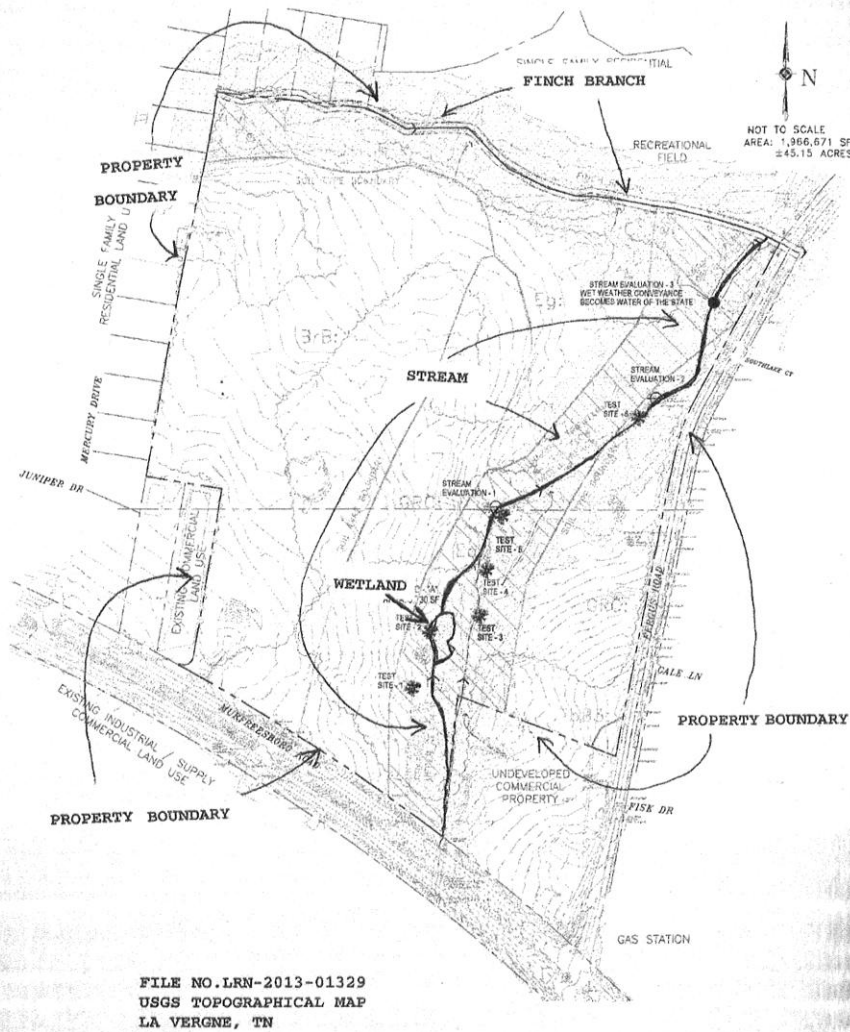 SINGLE FAMILY RESIDENTIAL
FINCH BRANCH
N
NOT TO SCALE
AREA: 1,966,671 SF
±45.15 ACRES
RECREATIONAL
FIELD
PROPERTY
BOUNDARY
SINGLE FAMILY
RESIDENTIAL LAND U
STREAM EVALUATION - 3
WET WEATHER CONVEYANCE
BECOMES WATER OF THE STATE
STREAM
STREAM
EVALUATION - 2
SOUTHLAKE CT
TEST
SITE - 6
MERCURY DRIVE
JUNIPER DR
STREAM
EVALUATION - 1
EXISTING COMMERCIAL
LAND USE
TEST
SITE - 5
WETLAND
TEST
SITE - 4
TEST
SITE - 2
TEST
SITE - 3
FERGUS ROAD
TEST
SITE - 1
GALE LN
EXISTING INDUSTRIAL / SUPPLY
COMMERCIAL LAND USE
MURFREESBORO ROAD
PROPERTY BOUNDARY
UNDEVELOPED
COMMERCIAL
PROPERTY
FISK DR
PROPERTY BOUNDARY
GAS STATION
FILE NO.LRN-2013-01329
USGS TOPOGRAPHICAL MAP
LA VERGNE, TN